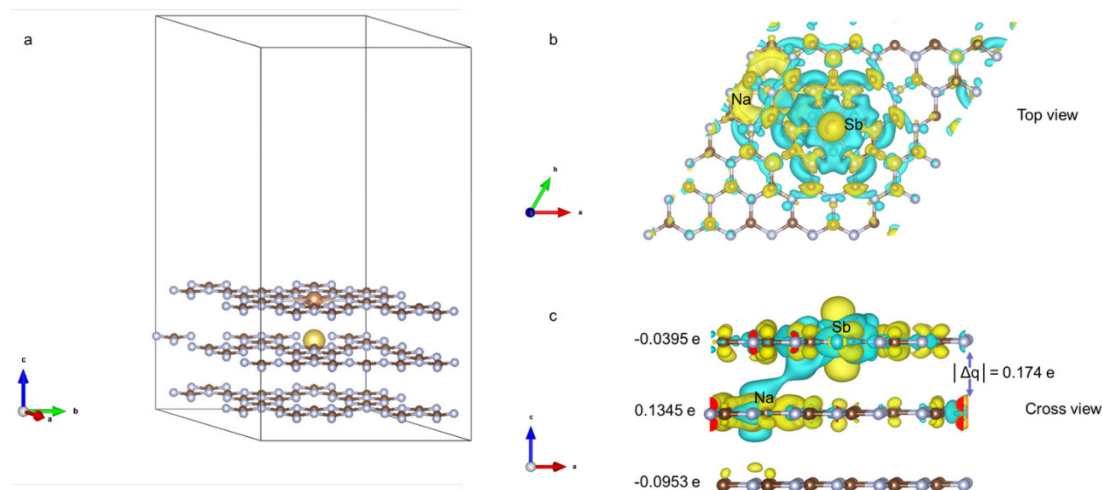 a
c
b
a
b
Na
Sb
Top view
b
a
c
-0.0395 e
Sb
|Δq| = 0.174 e
Na
0.1345 e
Cross view
c
a
-0.0953 e